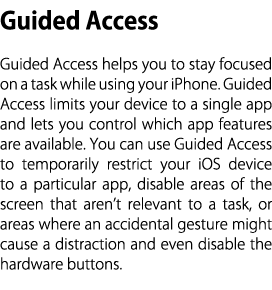 Guided Access
Guided Access helps you to stay focused
on a task while using your iPhone. Guided
Access limits your device to a single app
and lets you control which app features
are available. You can use Guided Access
to temporarily restrict your iOS device
to a particular app, disable areas of the
screen that aren't relevant to a task, or
areas where an accidental gesture might
cause a distraction and even disable the
hardware buttons.